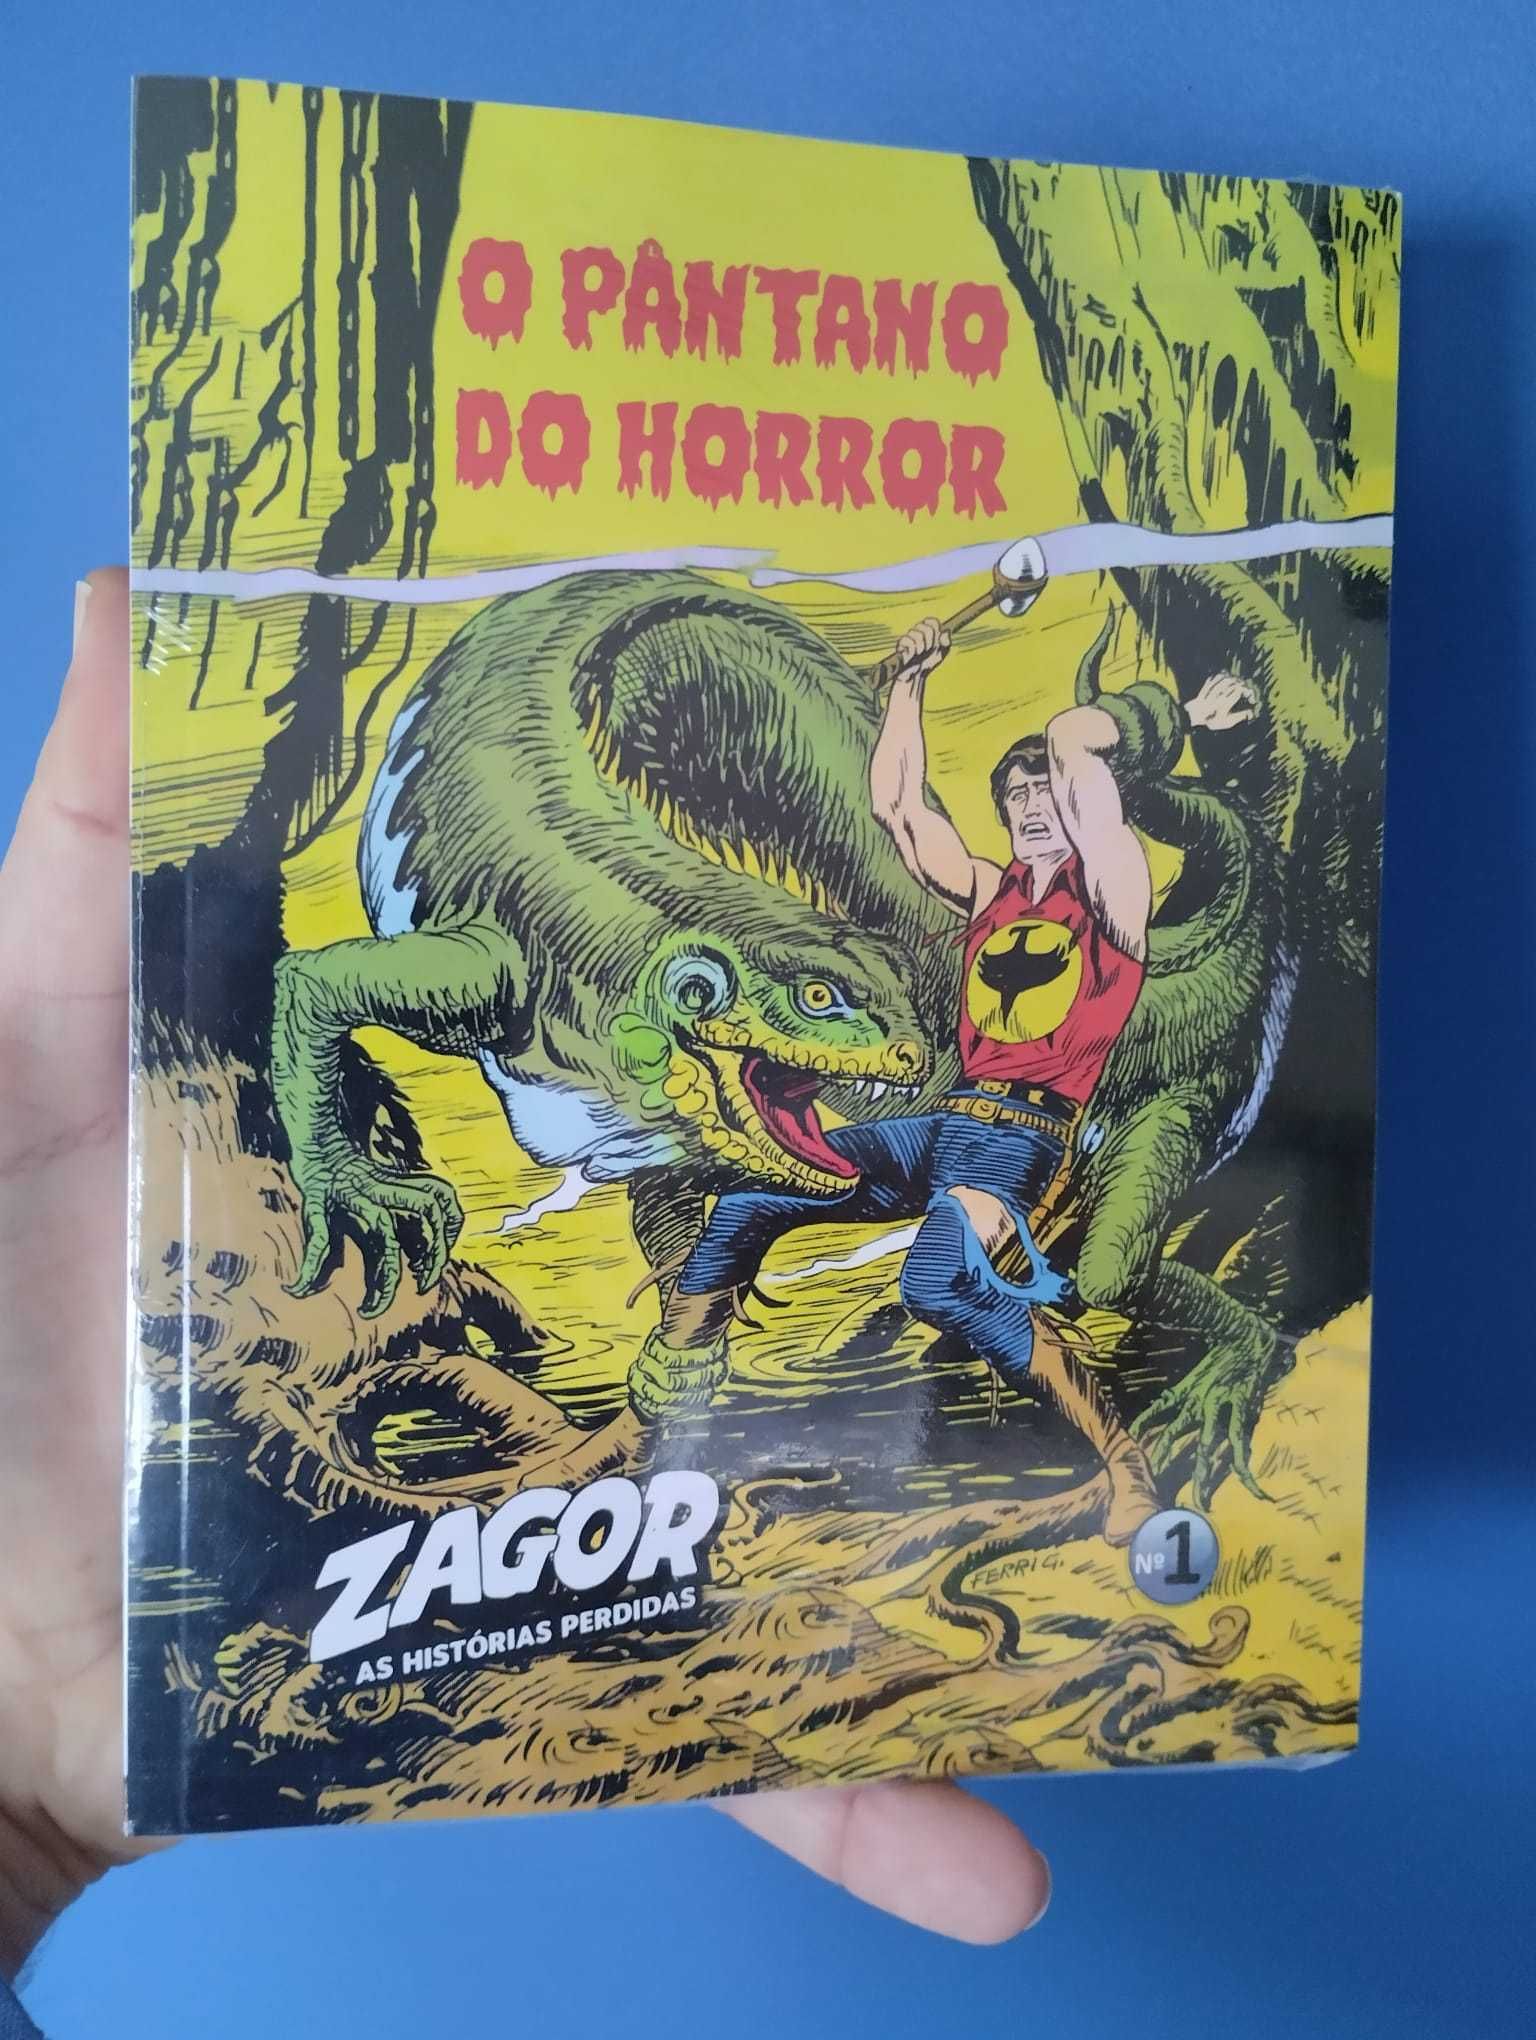 O PÂNTANO
DO HORROR
ZAGOR
AS HISTÓRIAS PERDIDAS
FERRI G.
Nº 1